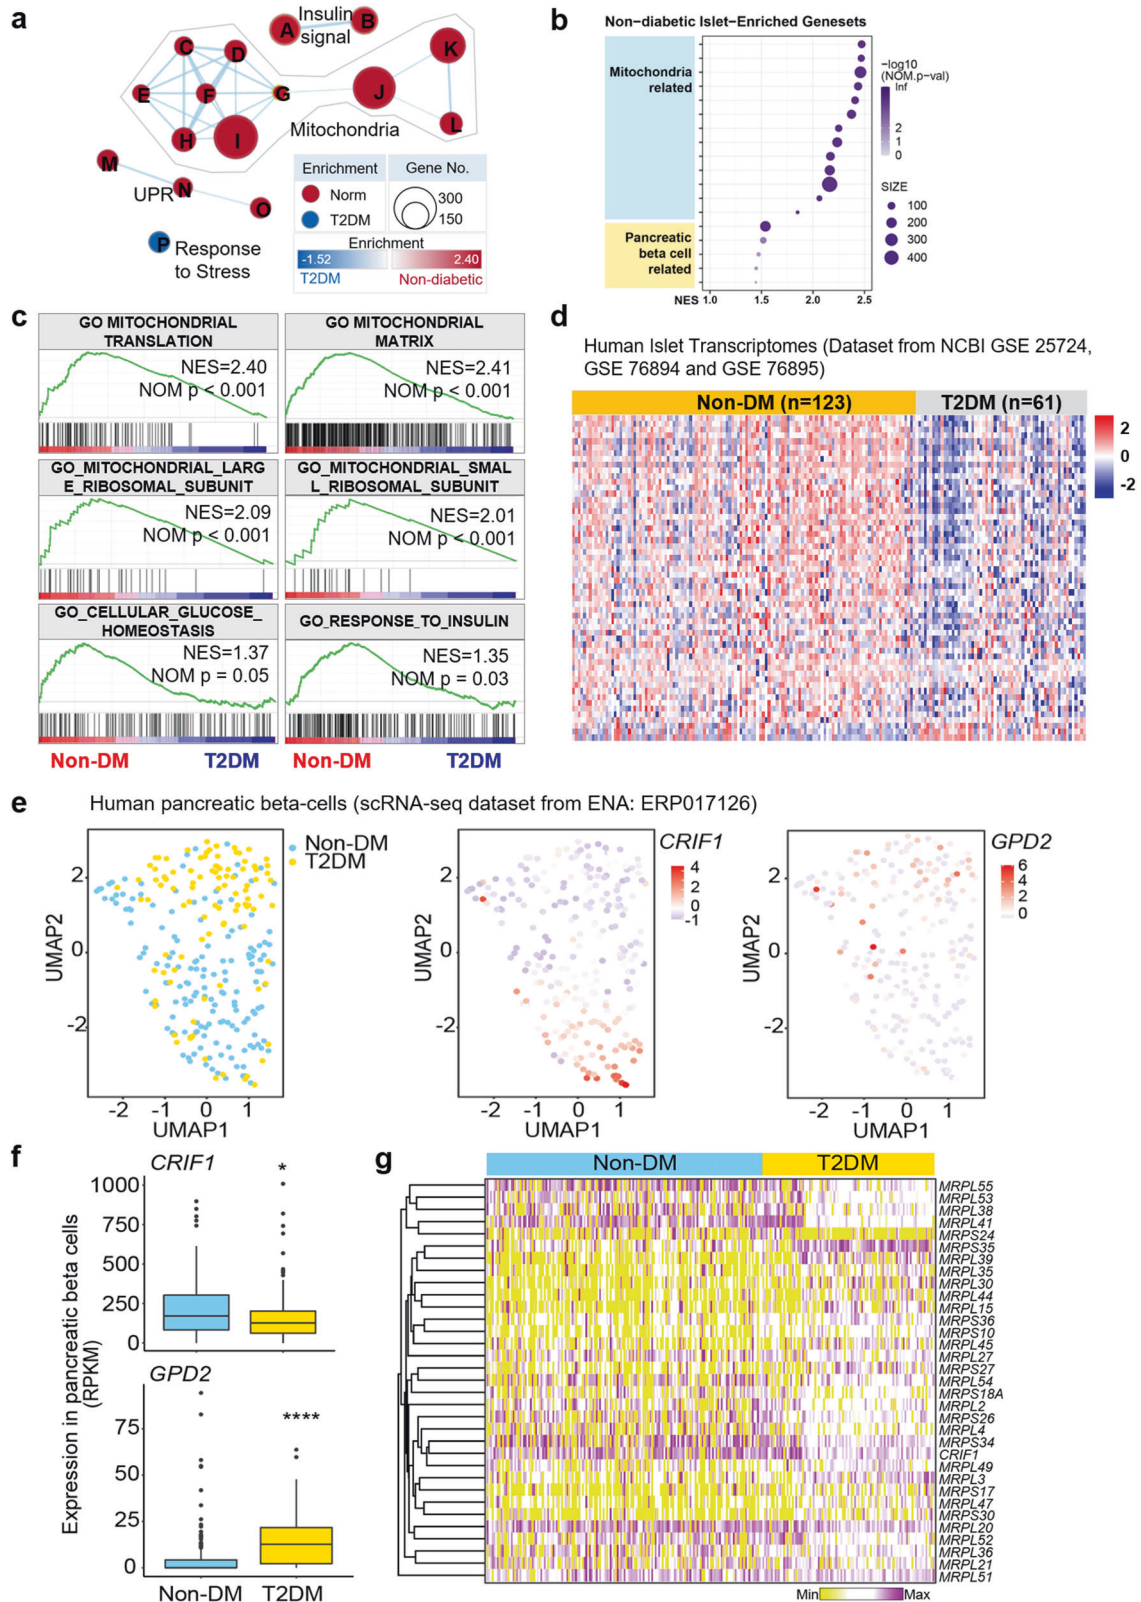 a
Insulin
signal
A
B
C
D
E
F
G
H
I
J
K
L
Mitochondria
M
N
O
UPR
P
Response
to Stress
Enrichment
Gene No.
Norm
T2DM
300
150
Enrichment
-1.52
2.40
T2DM
Non-diabetic
b
Non-diabetic Islet-Enriched Genesets
Mitochondria
related
Pancreatic
beta cell
related
NES
1.0
1.5
2.0
2.5
-log10
(NOM.p-val)
Inf
2
1
0
SIZE
100
200
300
400
c
GO MITOCHONDRIAL
TRANSLATION
NES=2.40
NOM p < 0.001
GO MITOCHONDRIAL
MATRIX
NES=2.41
NOM p < 0.001
GO_MITOCHONDRIAL_LARG
E_RIBOSOMAL_SUBUNIT
NES=2.09
NOM p < 0.001
GO_MITOCHONDRIAL_SMAL
L_RIBOSOMAL_SUBUNIT
NES=2.01
NOM p < 0.001
GO_CELLULAR_GLUCOSE_
HOMEOSTASIS
NES=1.37
NOM p = 0.05
GO_RESPONSE_TO_INSULIN
NES=1.35
NOM p = 0.03
Non-DM
T2DM
Non-DM
T2DM
d
Human Islet Transcriptomes (Dataset from NCBI GSE 25724,
GSE 76894 and GSE 76895)
Non-DM (n=123)
T2DM (n=61)
2
0
-2
e
Human pancreatic beta-cells (scRNA-seq dataset from ENA: ERP017126)
Non-DM
T2DM
UMAP2
2
0
-2
-2
-1
0
1
UMAP1
CRIF1
4
2
0
-1
UMAP2
2
0
-2
-2
-1
0
1
UMAP1
GPD2
6
4
2
0
UMAP2
2
0
-2
-2
-1
0
1
UMAP1
f
Expression in pancreatic beta cells
(RPKM)
CRIF1
*
1000
750
500
250
0
GPD2
****
75
50
25
0
Non-DM
T2DM
g
Non-DM
T2DM
MRPL55
MRPL53
MRPL38
MRPL41
MRPS24
MRPS35
MRPL39
MRPL35
MRPL30
MRPL44
MRPL15
MRPS36
MRPS10
MRPL45
MRPL27
MRPS27
MRPL54
MRPS18A
MRPL2
MRPS26
MRPL4
MRPS34
CRIF1
MRPL49
MRPL3
MRPS17
MRPL47
MRPS30
MRPL20
MRPL52
MRPL36
MRPL21
MRPL51
Min
Max